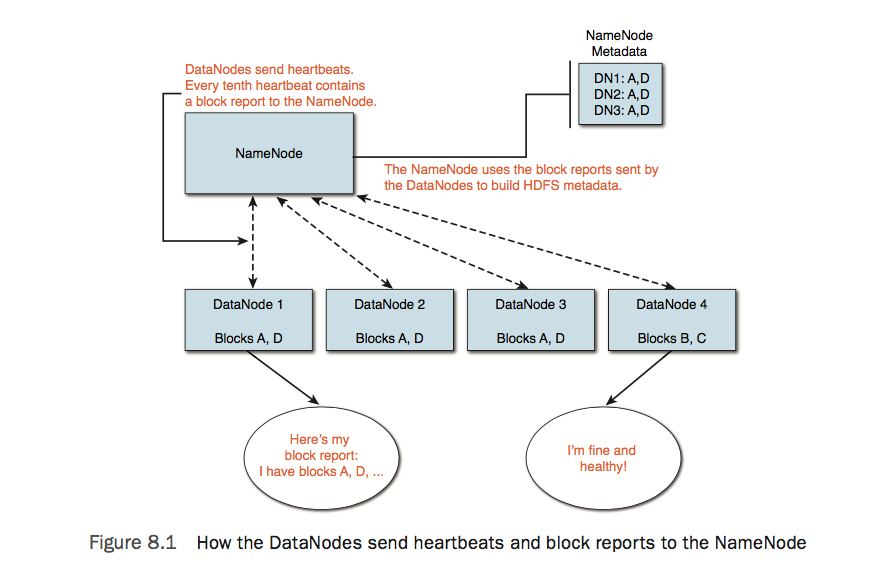 NameNode
Metadata
DN1: A,D
DN2: A,D
DN3: A,D
DataNodes send heartbeats.
Every tenth heartbeat contains
a block report to the NameNode.
NameNode
The NameNode uses the block reports sent by
the DataNodes to build HDFS metadata.
DataNode 1
Blocks A, D
DataNode 2
Blocks A, D
DataNode 3
Blocks A, D
DataNode 4
Blocks B, C
Here's my
block report:
I have blocks A, D, ...
I'm fine and
healthy!
Figure 8.1 How the DataNodes send heartbeats and block reports to the NameNode